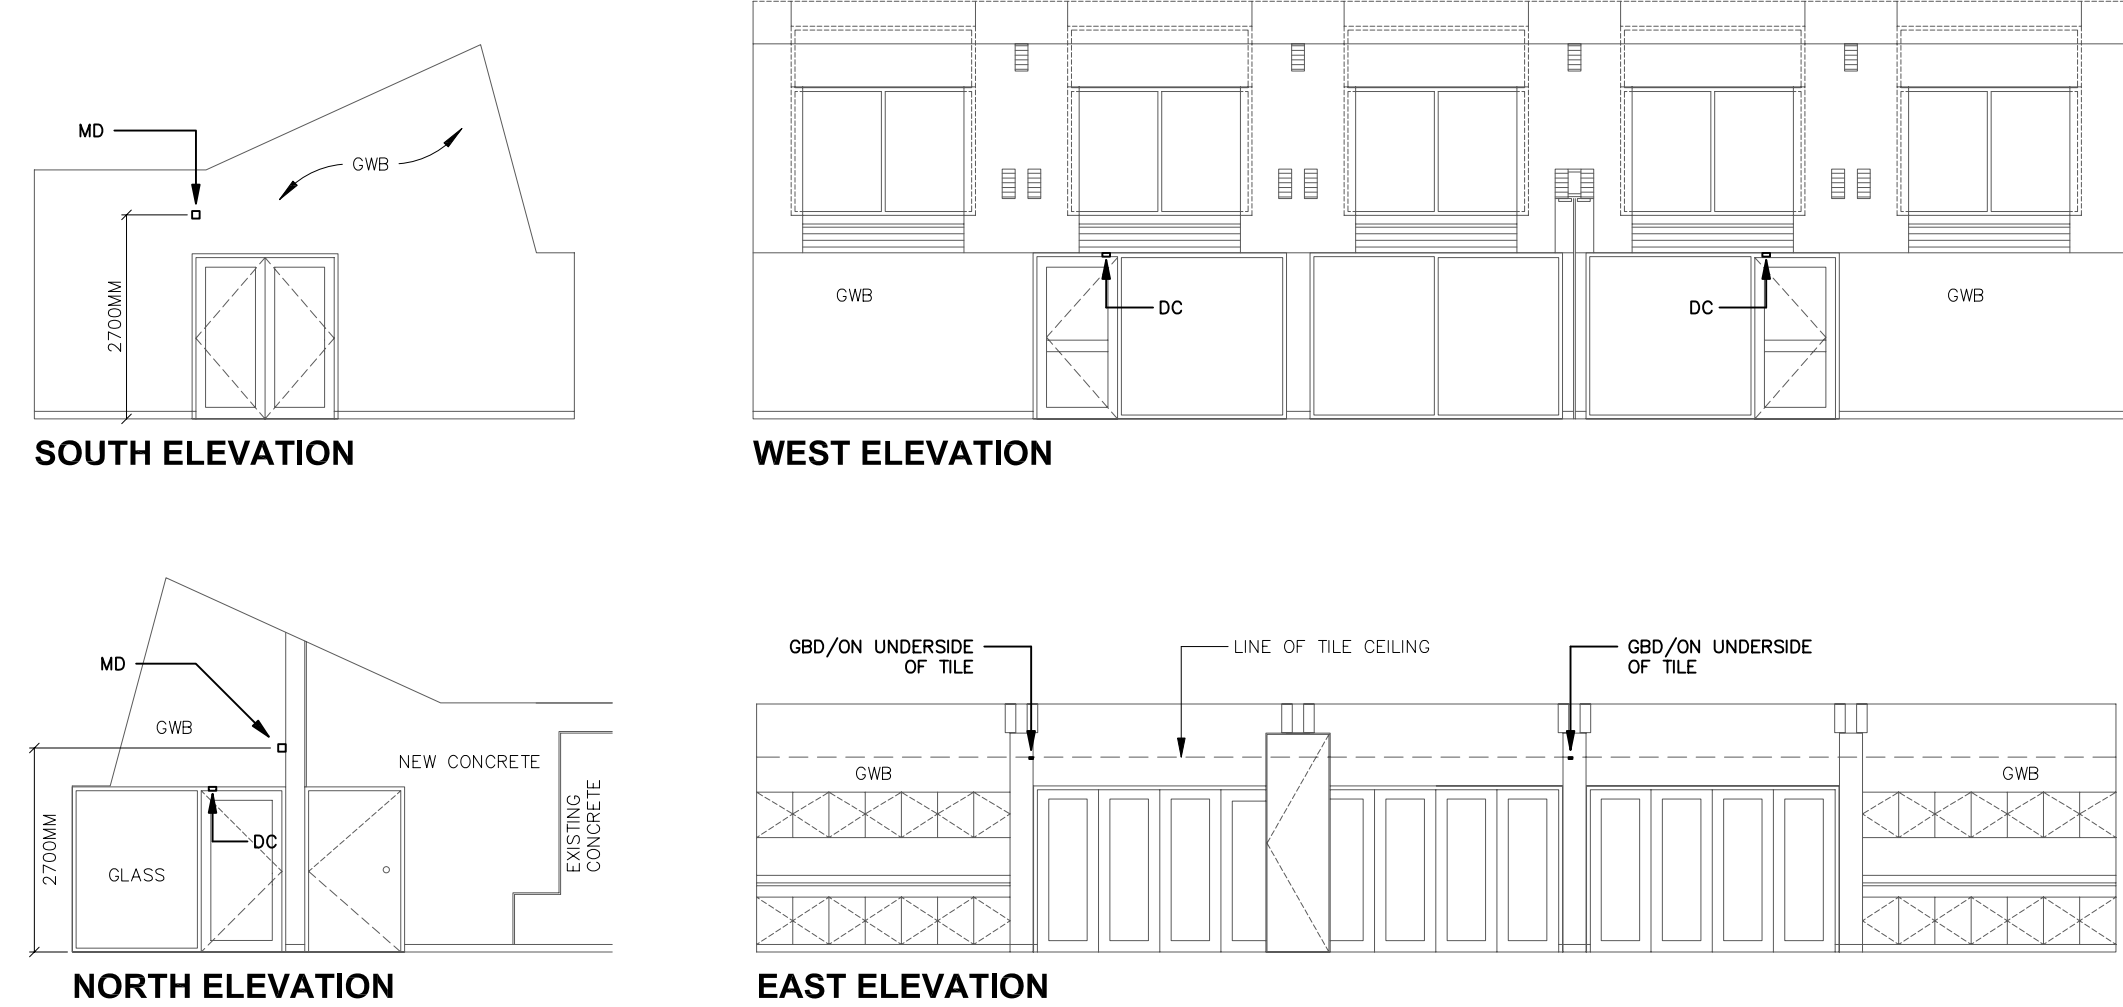 MD
GWB
2700MM
SOUTH ELEVATION
GWB
DC
DC
GWB
WEST ELEVATION
MD
GWB
NEW CONCRETE
2700MM
DC
GLASS
EXISTING
CONCRETE
NORTH ELEVATION
GBD/ON UNDERSIDE
OF TILE
LINE OF TILE CEILING
GBD/ON UNDERSIDE
OF TILE
GWB
GWB
EAST ELEVATION